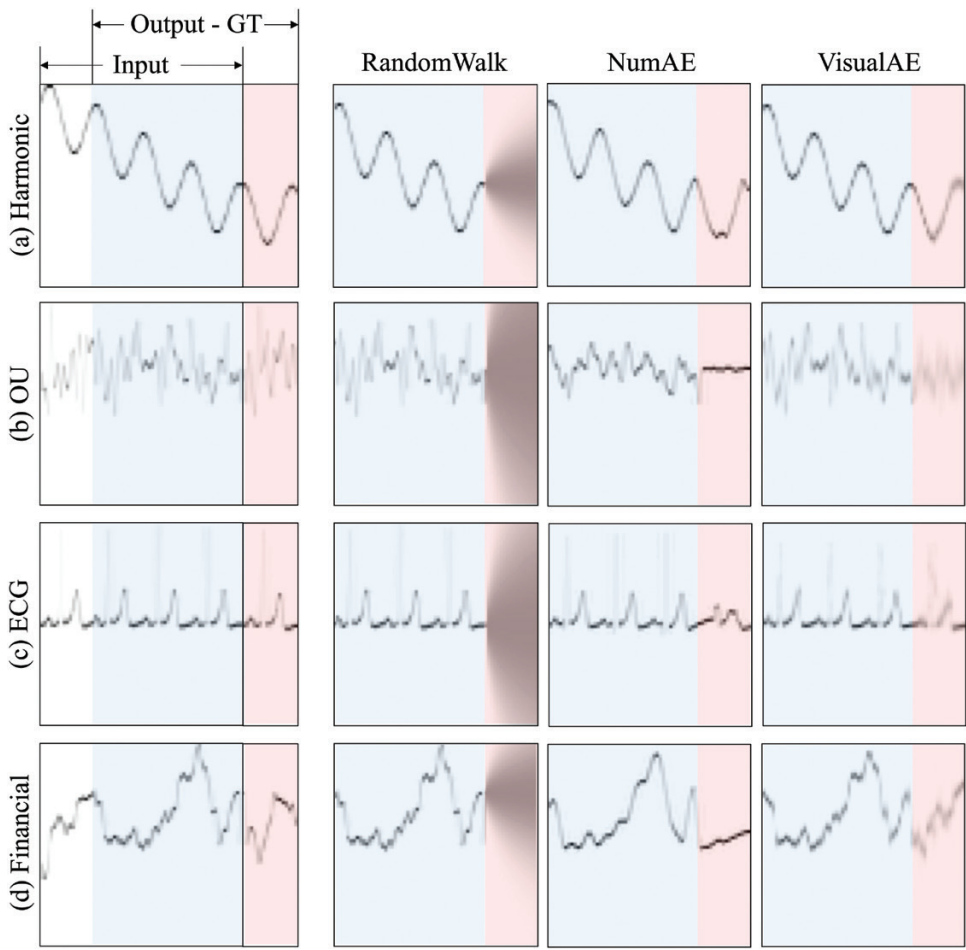 Output - GT
Input
RandomWalk
NumAE
VisualAE
(a) Harmonic
(b) OU
(c) ECG
(d) Financial